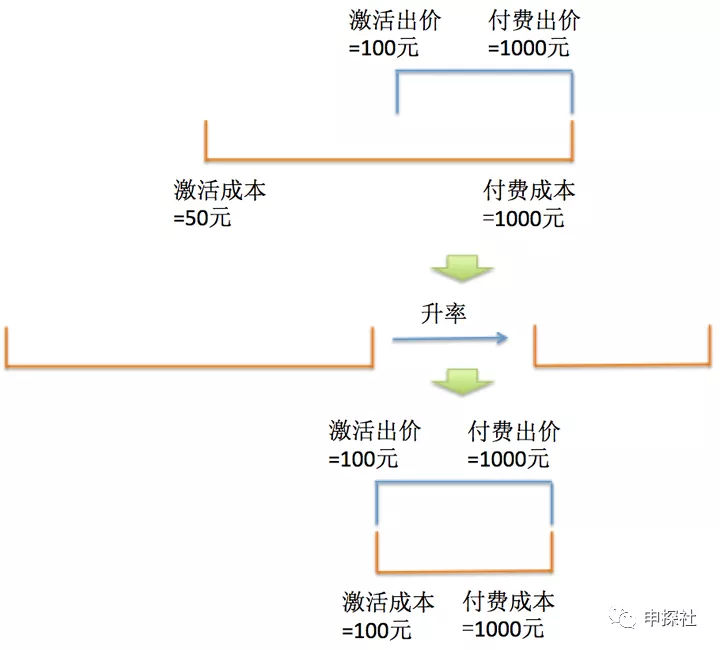 激活出价 付费出价
=100元 =1000元
激活成本 付费成本
=50元 =1000元
升率
激活出价 付费出价
=100元 =1000元
激活成本 付费成本
=100元 =1000元
申探社